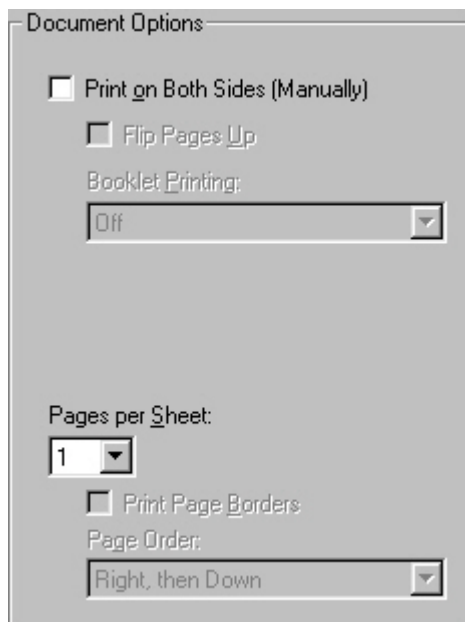 Document Options
Print on Both Sides (Manually)
Flip Pages Up
Booklet Printing:
Off
Pages per Sheet:
1
Print Page Borders
Page Order:
Right, then Down